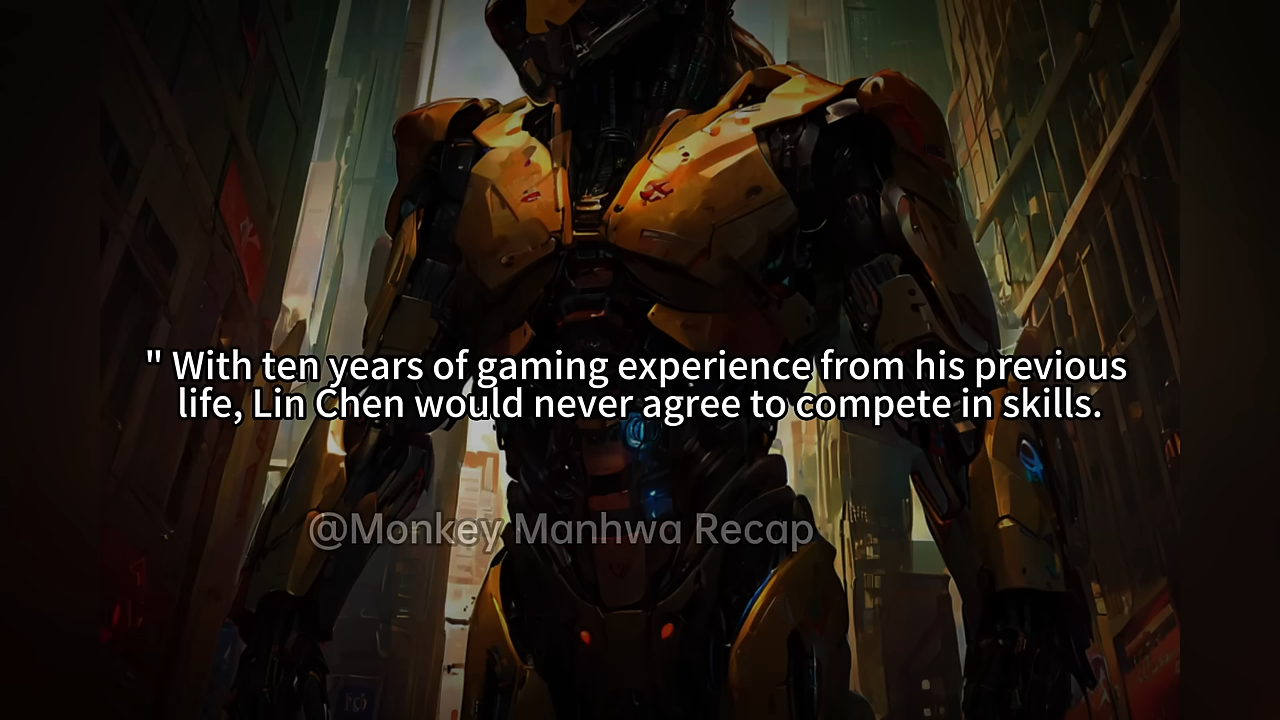 " With ten years of gaming experience from his previous
life, Lin Chen would never agree to compete in skills.
@Monkey Manhwa Recap